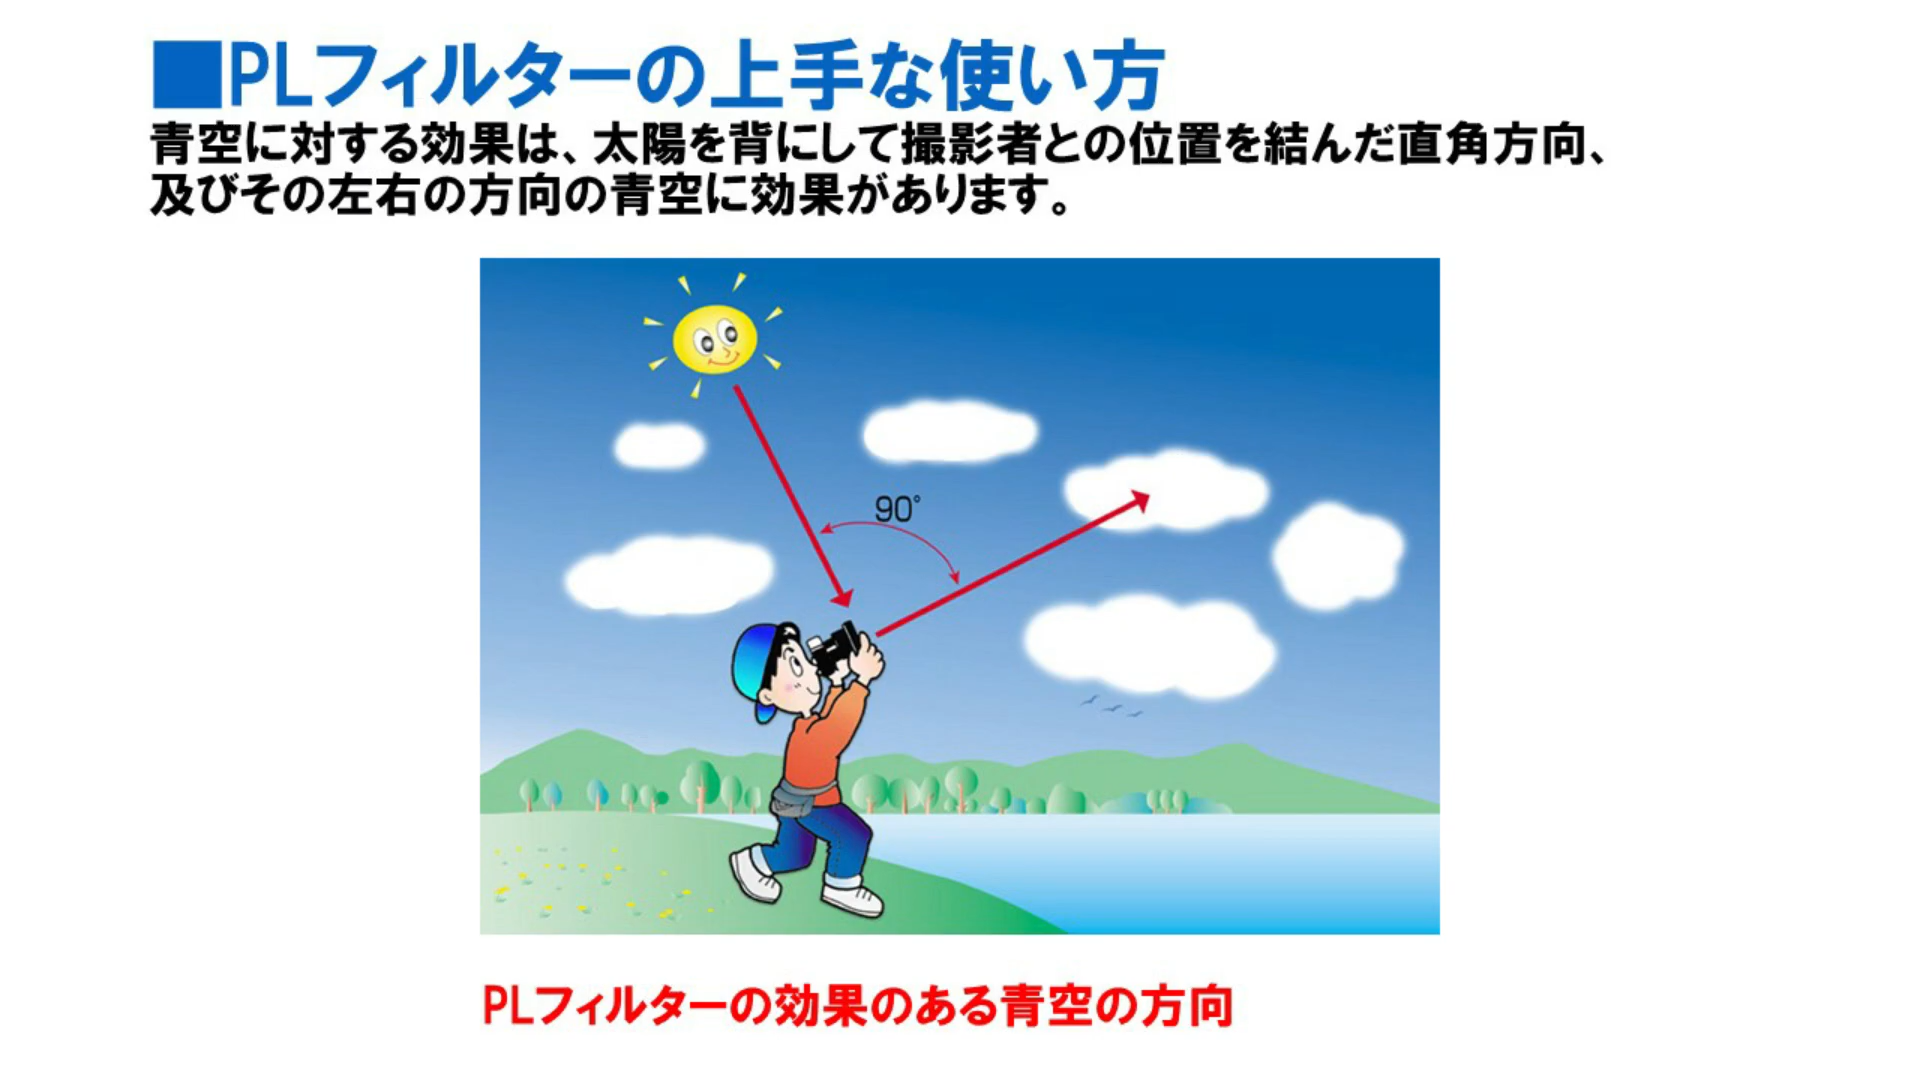 ■PLフィルターの上手な使い方
青空に対する効果は、太陽を背にして撮影者との位置を結んだ直角方向、
及びその左右の方向の青空に効果があります。
90°
PLフィルターの効果のある青空の方向